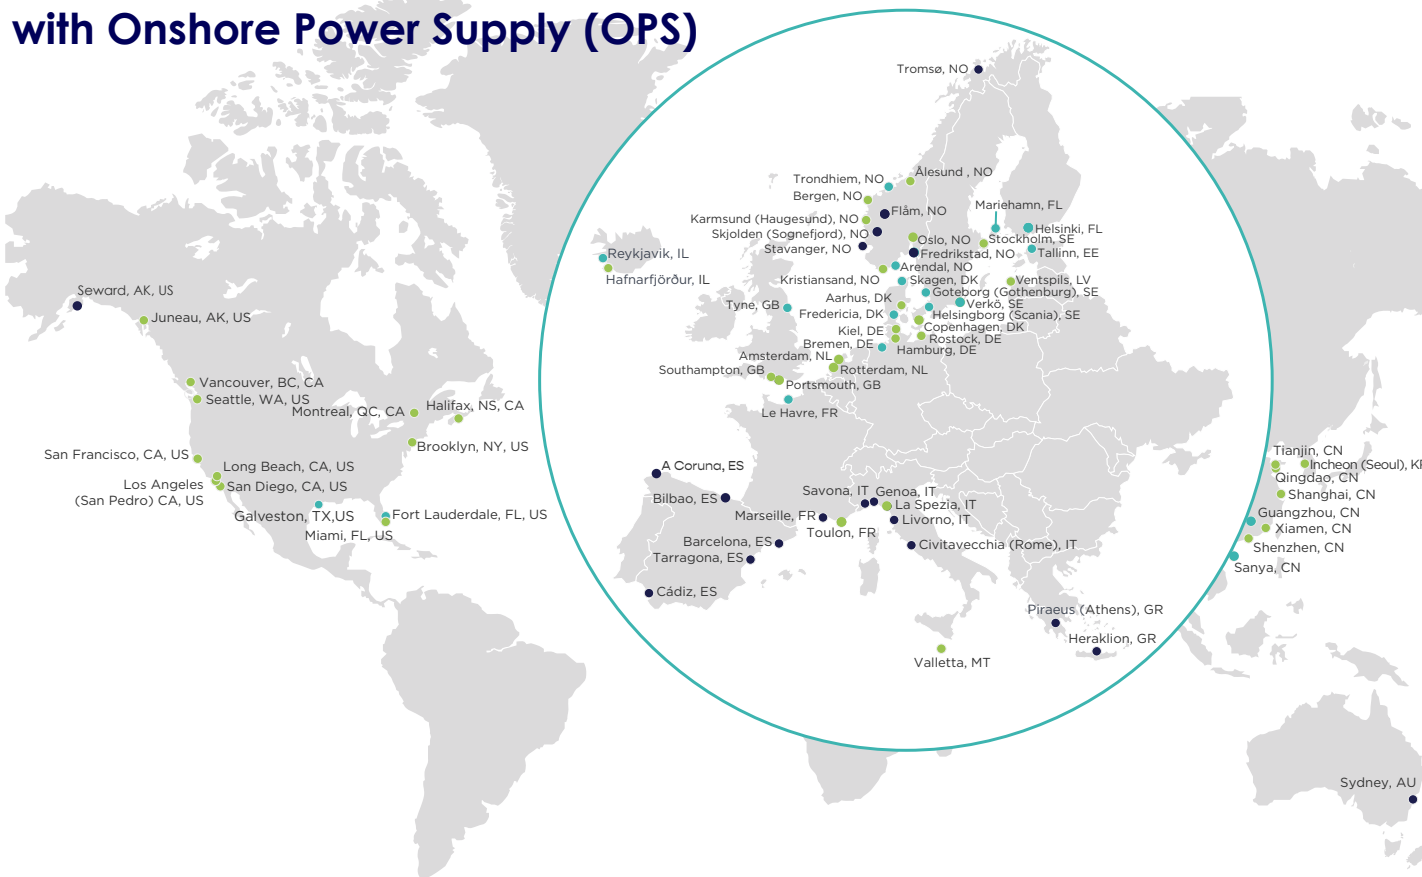 with Onshore Power Supply (OPS)
Tromsø, NO
Trondhiem, NO
Ålesund , NO
Bergen, NO
Flåm, NO
Mariehamn, FL
Karmsund (Haugesund), NO
Skjolden (Sognefjord), NO
Stavanger, NO
Oslo, NO
Fredrikstad, NO
Helsinki, FL
Stockholm, SE
Tallinn, EE
Reykjavik, IL
Hafnarfjörður, IL
Kristiansand, NO
Arendal, NO
Skagen, DK
Ventspils, LV
Goteborg (Gothenburg), SE
Aarhus, DK
Verkö, SE
Tyne, GB
Fredericia, DK
Helsingborg (Scania), SE
Kiel, DE
Copenhagen, DK
Bremen, DE
Rostock, DE
Hamburg, DE
Amsterdam, NL
Southampton, GB
Rotterdam, NL
Portsmouth, GB
Le Havre, FR
Seward, AK, US
Juneau, AK, US
Vancouver, BC, CA
Seattle, WA, US
Montreal, QC, CA
Halifax, NS, CA
Brooklyn, NY, US
San Francisco, CA, US
Long Beach, CA, US
Los Angeles
(San Pedro) CA, US
San Diego, CA, US
Galveston, TX,US
Fort Lauderdale, FL, US
Miami, FL, US
A Coruna, ES
Bilbao, ES
Savona, IT
Genoa, IT
La Spezia, IT
Marseille, FR
Livorno, IT
Toulon, FR
Barcelona, ES
Civitavecchia (Rome), IT
Tarragona, ES
Cádiz, ES
Piraeus (Athens), GR
Heraklion, GR
Valletta, MT
Tianjin, CN
Incheon (Seoul), KR
Qingdao, CN
Shanghai, CN
Guangzhou, CN
Xiamen, CN
Shenzhen, CN
Sanya, CN
Sydney, AU